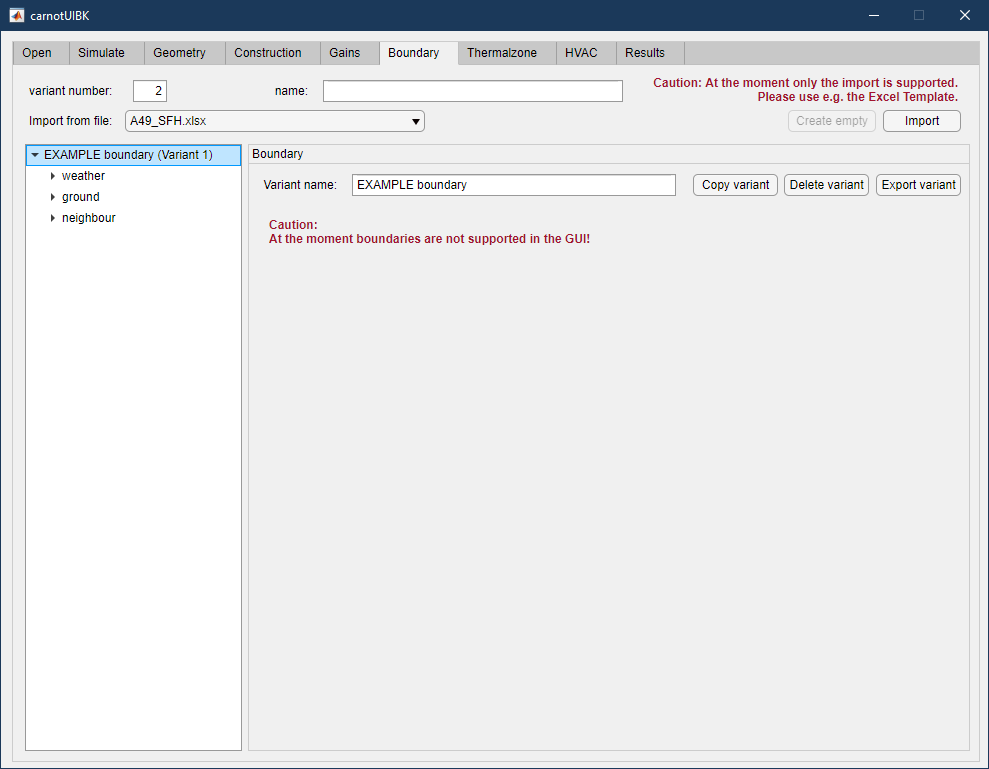 carnotUIBK
Open Simulate Geometry Construction Gains Boundary Thermalzone HVAC Results
variant number: 2 name:
Caution: At the moment only the import is supported.
Please use e.g. the Excel Template.
Import from file: A49_SFH.xlsx Create empty Import
EXAMPLE boundary (Variant 1)
weather
ground
neighbour
Boundary
Variant name: EXAMPLE boundary Copy variant Delete variant Export variant
Caution:
At the moment boundaries are not supported in the GUI!